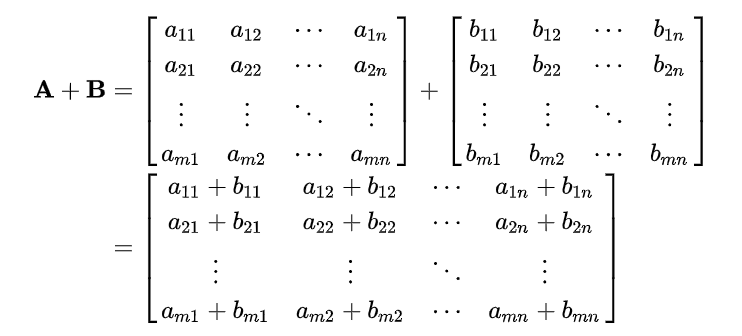 A + B = [ a₁₁ a₁₂ ⋯ a₁ₙ ] + [ b₁₁ b₁₂ ⋯ b₁ₙ ]
a₂₁ a₂₂ ⋯ a₂ₙ b₂₁ b₂₂ ⋯ b₂ₙ
⋮ ⋮ ⋱ ⋮ ⋮ ⋮ ⋱ ⋮
aₘ₁ aₘ₂ ⋯ aₘₙ bₘ₁ bₘ₂ ⋯ bₘₙ
= [ a₁₁ + b₁₁ a₁₂ + b₁₂ ⋯ a₁ₙ + b₁ₙ ]
a₂₁ + b₂₁ a₂₂ + b₂₂ ⋯ a₂ₙ + b₂ₙ
⋮ ⋮ ⋱ ⋮
aₘ₁ + bₘ₁ aₘ₂ + bₘ₂ ⋯ aₘₙ + bₘₙ